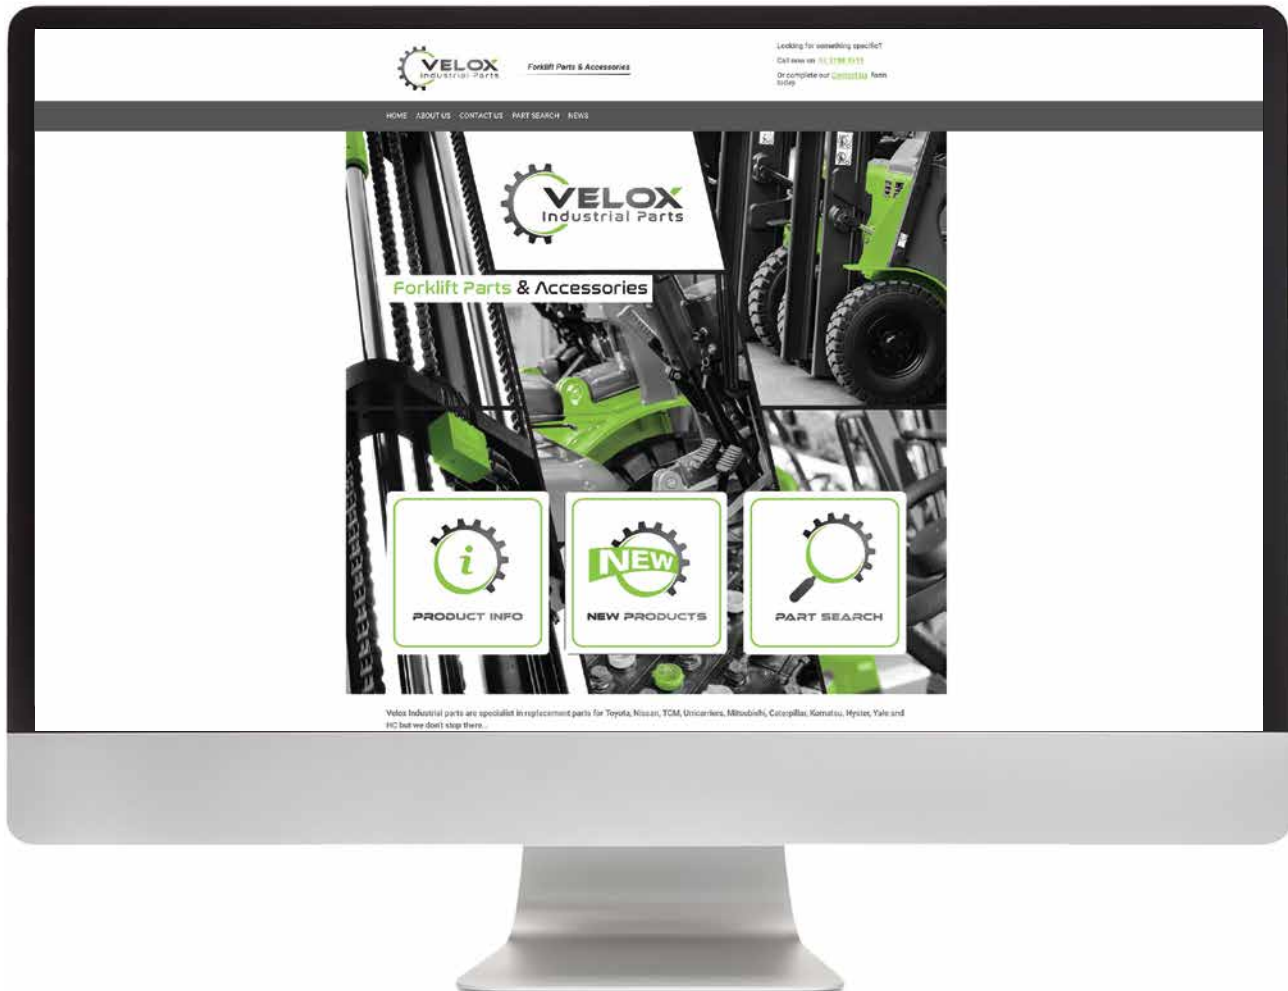 VELOX
Industrial Parts
Forklift Parts & Accessories
Looking for something specific?
Call now on
Or complete our Contact Us form
today
HOME ABOUT US CONTACT US PART SEARCH NEWS
VELOX
Industrial Parts
Forklift Parts & Accessories
i
NEW
PRODUCT INFO
NEW PRODUCTS
PART SEARCH
Velox Industrial parts are specialist in replacement parts for Toyota, Nissan, TCM, Unicarriers, Mitsubishi, Caterpillar, Komatsu, Hyster, Yale and
HC but we don't stop there...